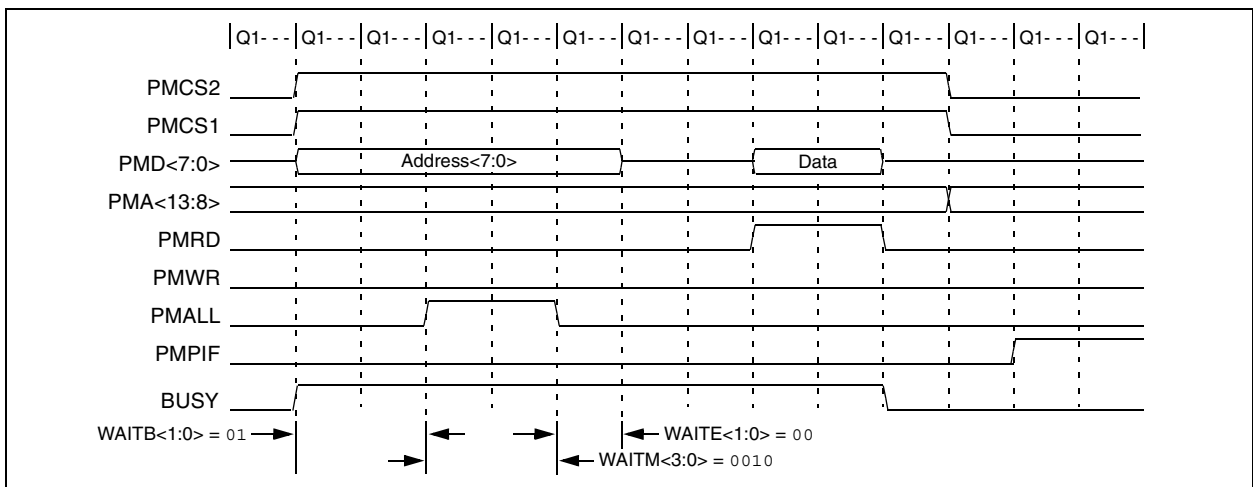 Q1- - - Q1- - - Q1- - - Q1- - - Q1- - - Q1- - - Q1- - - Q1- - - Q1- - - Q1- - - Q1- - - Q1- - - Q1- - - Q1- - -
PMCS2
PMCS1
PMD<7:0> Address<7:0> Data
PMA<13:8>
PMRD
PMWR
PMALL
PMPIF
BUSY
WAITB<1:0> = 01 WAITE<1:0> = 00
WAITM<3:0> = 0010